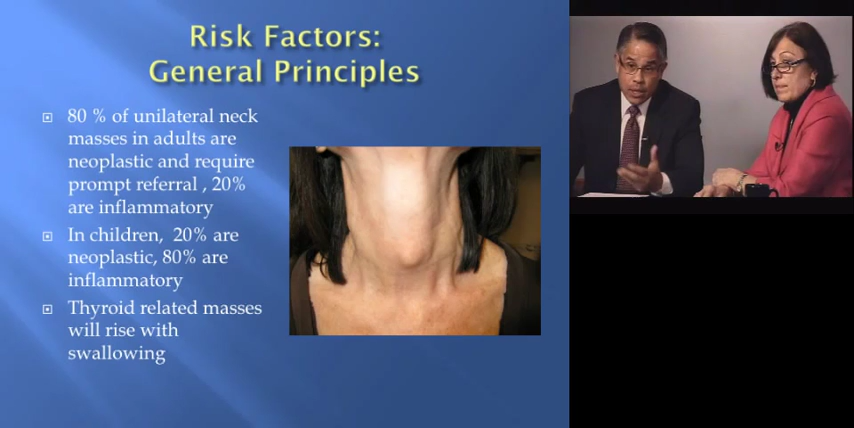 Risk Factors:
General Principles
80 % of unilateral neck
masses in adults are
neoplastic and require
prompt referral , 20%
are inflammatory
In children, 20% are
neoplastic, 80% are
inflammatory
Thyroid related masses
will rise with
swallowing